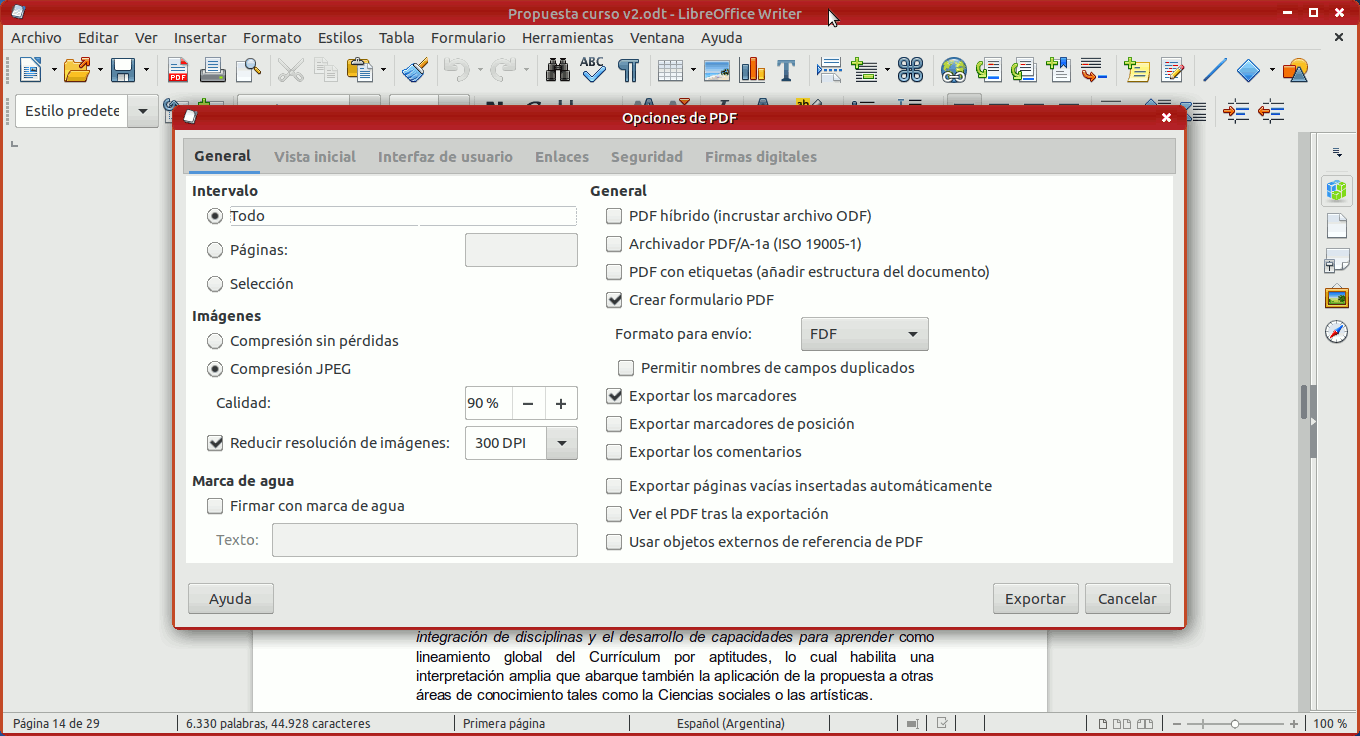 Propuesta curso v2.odt - LibreOffice Writer
Archivo Editar Ver Insertar Formato Estilos Tabla Formulario Herramientas Ventana Ayuda
PDF ABC
Estilo predete
Opciones de PDF
General Vista inicial Interfaz de usuario Enlaces Seguridad Firmas digitales
Intervalo
Todo
Páginas:
Selección
Imágenes
Compresión sin pérdidas
Compresión JPEG
Calidad: 90 % − +
Reducir resolución de imágenes: 300 DPI
Marca de agua
Firmar con marca de agua
Texto:
General
PDF híbrido (incrustar archivo ODF)
Archivador PDF/A-1a (ISO 19005-1)
PDF con etiquetas (añadir estructura del documento)
Crear formulario PDF
Formato para envío: FDF
Permitir nombres de campos duplicados
Exportar los marcadores
Exportar marcadores de posición
Exportar los comentarios
Exportar páginas vacías insertadas automáticamente
Ver el PDF tras la exportación
Usar objetos externos de referencia de PDF
Ayuda Exportar Cancelar
integración de disciplinas y el desarrollo de capacidades para aprender como
lineamiento global del Currículum por aptitudes, lo cual habilita una
interpretación amplia que abarque también la aplicación de la propuesta a otras
áreas de conocimiento tales como la Ciencias sociales o las artísticas.
Página 14 de 29 6.330 palabras, 44.928 caracteres Primera página Español (Argentina) 100 %